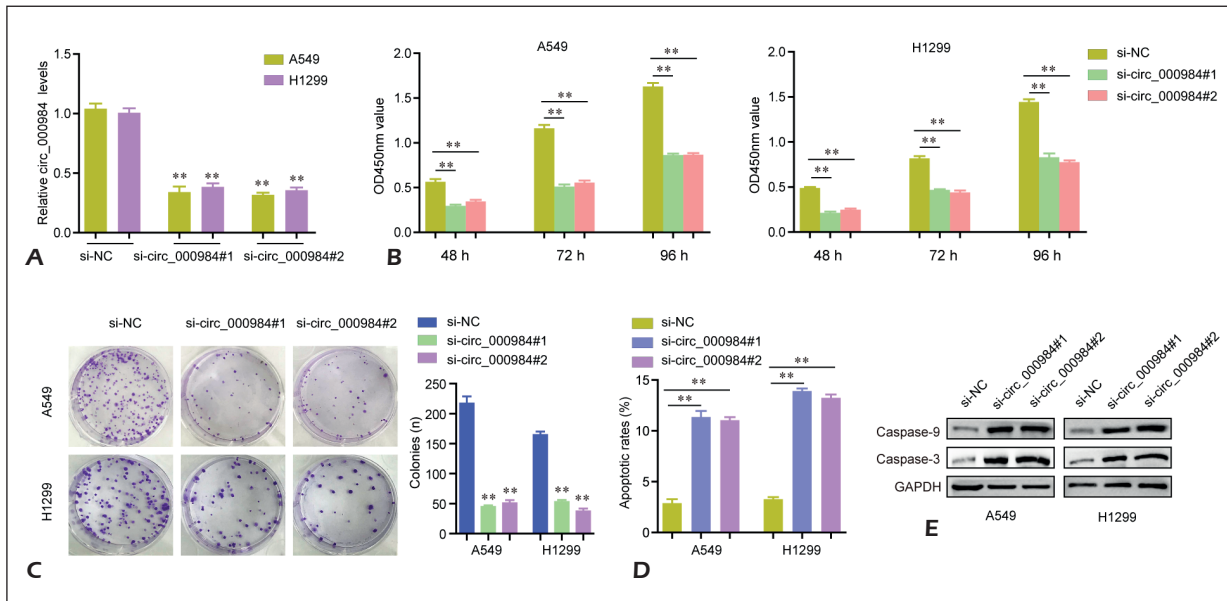 A549
H1299
Relative circ_000984 levels
1.5
1.0
0.5
0.0
** ** ** **
si-NC si-circ_000984#1 si-circ_000984#2
A
A549
OD450nm value
2.0
1.5
1.0
0.5
0.0
**
**
**
**
**
**
48 h 72 h 96 h
B
H1299
OD450nm value
2.0
1.5
1.0
0.5
0.0
**
**
**
**
**
**
48 h 72 h 96 h
si-NC
si-circ_000984#1
si-circ_000984#2
si-NC si-circ_000984#1 si-circ_000984#2
A549
H1299
C
si-NC
si-circ_000984#1
si-circ_000984#2
Colonies (n)
250
200
150
100
50
0
** ** ** **
A549 H1299
si-NC
si-circ_000984#1
si-circ_000984#2
Apoptotic rates (%)
15
10
5
0
**
**
**
**
A549 H1299
D
si-NC si-circ_000984#1 si-circ_000984#2 si-NC si-circ_000984#1 si-circ_000984#2
Caspase-9
Caspase-3
GAPDH
A549 H1299
E